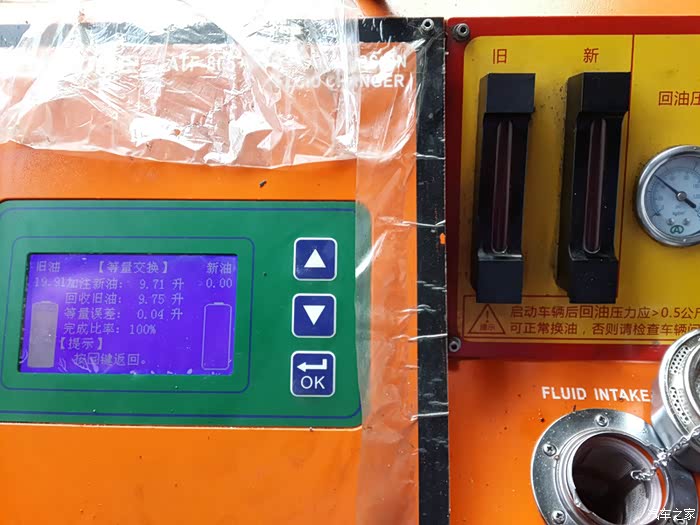 CHANGER
旧油 【等量交换】 新油
19.91加注新油: 9.71 升 -0.00
回收旧油: 9.75 升
等量误差: 0.04 升
完成比率: 100%
【提示】
按回键返回。
OK
旧 新
回油压
提示
启动车辆后回油压力应>0.5公斤
可正常换油,否则请检查车辆
FLUID INTAKE
汽车之家